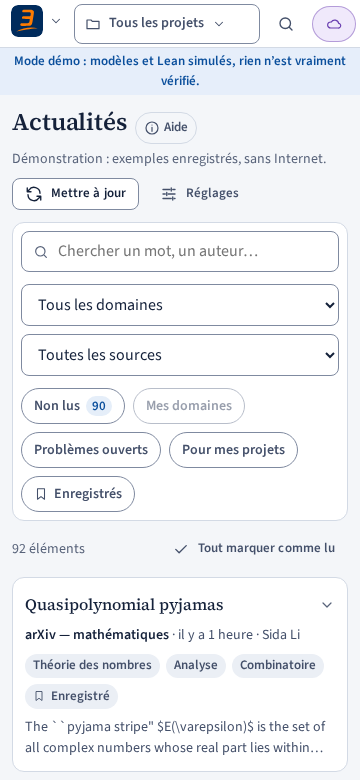 Tous les projets
Mode démo : modèles et Lean simulés, rien n'est vraiment
vérifié.
Actualités
Aide
Démonstration : exemples enregistrés, sans Internet.
Mettre à jour
Réglages
Chercher un mot, un auteur…
Tous les domaines
Toutes les sources
Non lus 90
Mes domaines
Problèmes ouverts
Pour mes projets
Enregistrés
92 éléments
Tout marquer comme lu
Quasipolynomial pyjamas
arXiv — mathématiques · il y a 1 heure · Sida Li
Théorie des nombres
Analyse
Combinatoire
Enregistré
The ``pyjama stripe" $E(\varepsilon)$ is the set of
all complex numbers whose real part lies within…